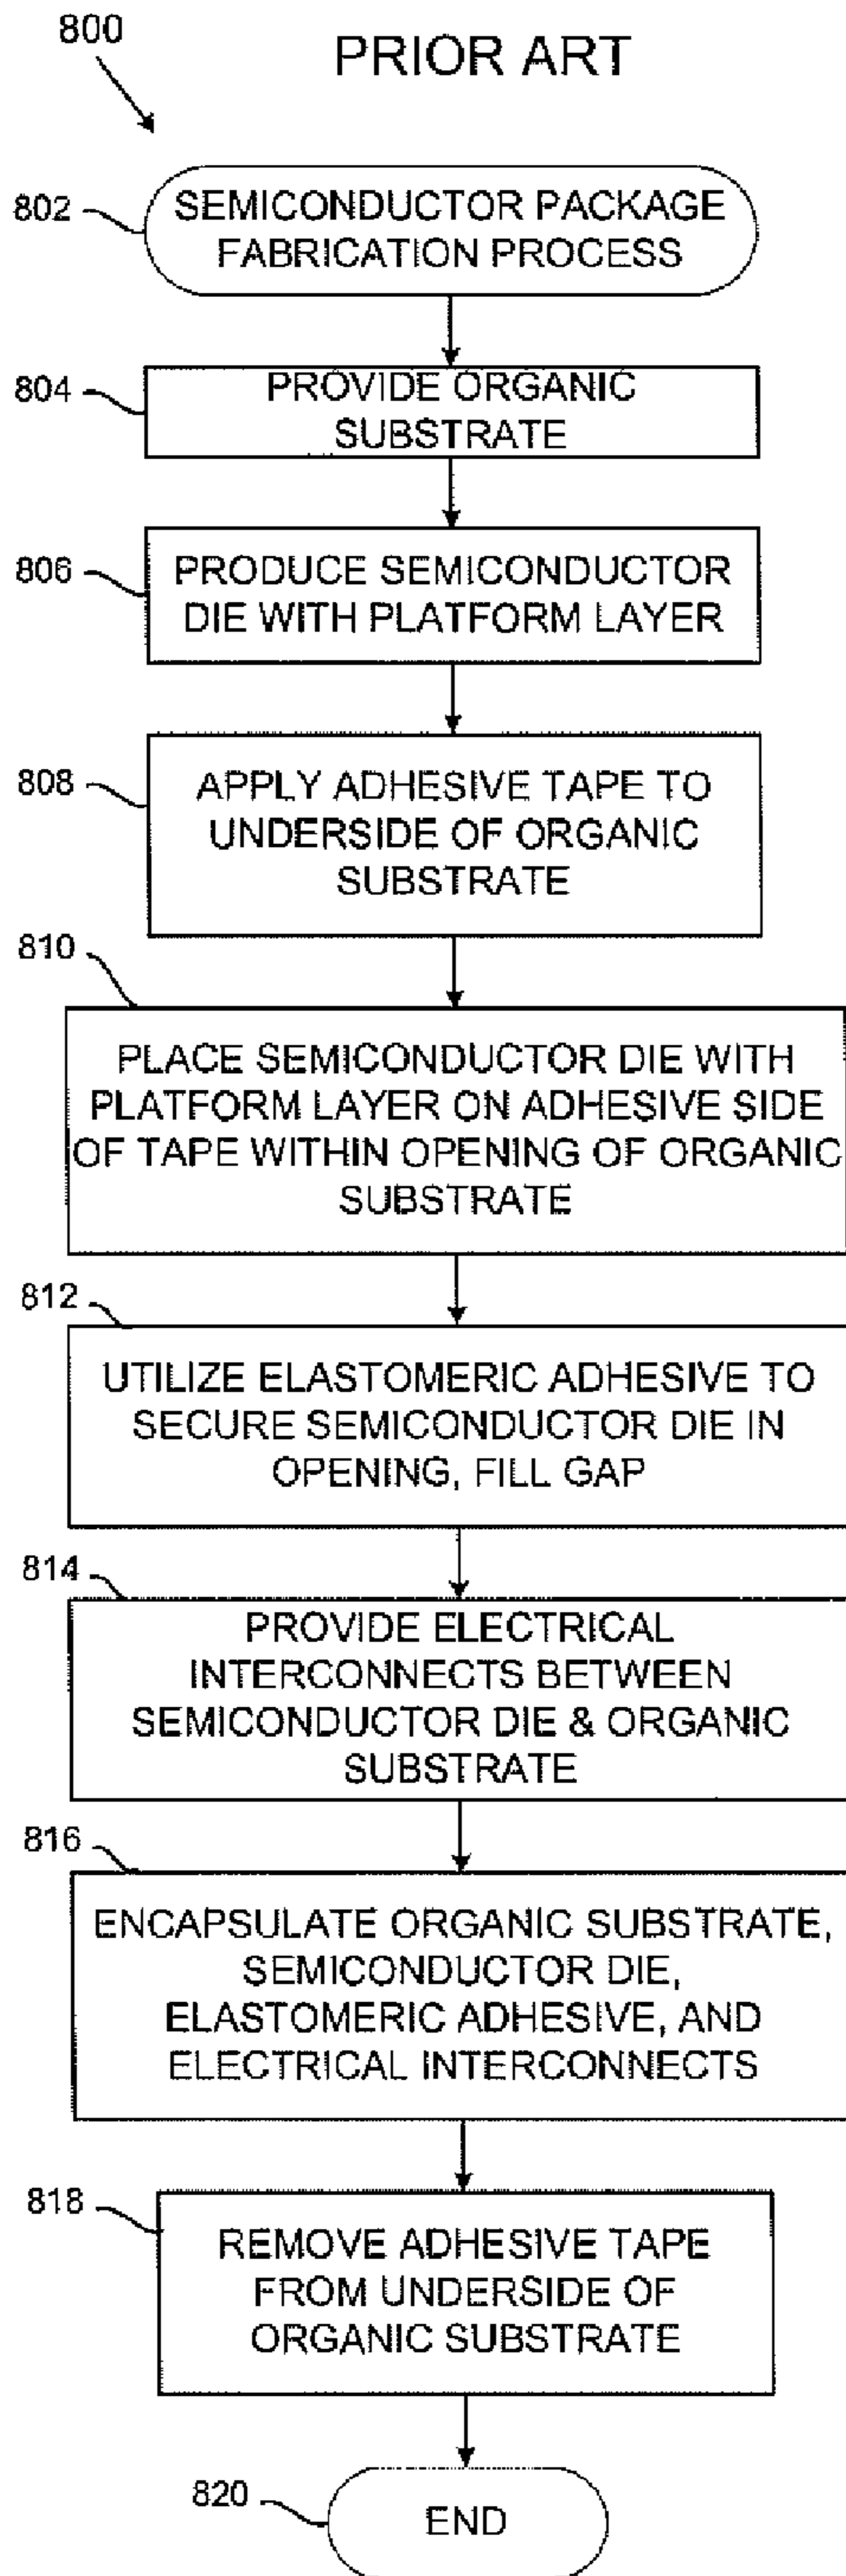 800
PRIOR ART
802
SEMICONDUCTOR PACKAGE
FABRICATION PROCESS
804
PROVIDE ORGANIC
SUBSTRATE
806
PRODUCE SEMICONDUCTOR
DIE WITH PLATFORM LAYER
808
APPLY ADHESIVE TAPE TO
UNDERSIDE OF ORGANIC
SUBSTRATE
810
PLACE SEMICONDUCTOR DIE WITH
PLATFORM LAYER ON ADHESIVE SIDE
OF TAPE WITHIN OPENING OF ORGANIC
SUBSTRATE
812
UTILIZE ELASTOMERIC ADHESIVE TO
SECURE SEMICONDUCTOR DIE IN
OPENING, FILL GAP
814
PROVIDE ELECTRICAL
INTERCONNECTS BETWEEN
SEMICONDUCTOR DIE & ORGANIC
SUBSTRATE
816
ENCAPSULATE ORGANIC SUBSTRATE,
SEMICONDUCTOR DIE,
ELASTOMERIC ADHESIVE, AND
ELECTRICAL INTERCONNECTS
818
REMOVE ADHESIVE TAPE
FROM UNDERSIDE OF
ORGANIC SUBSTRATE
820
END